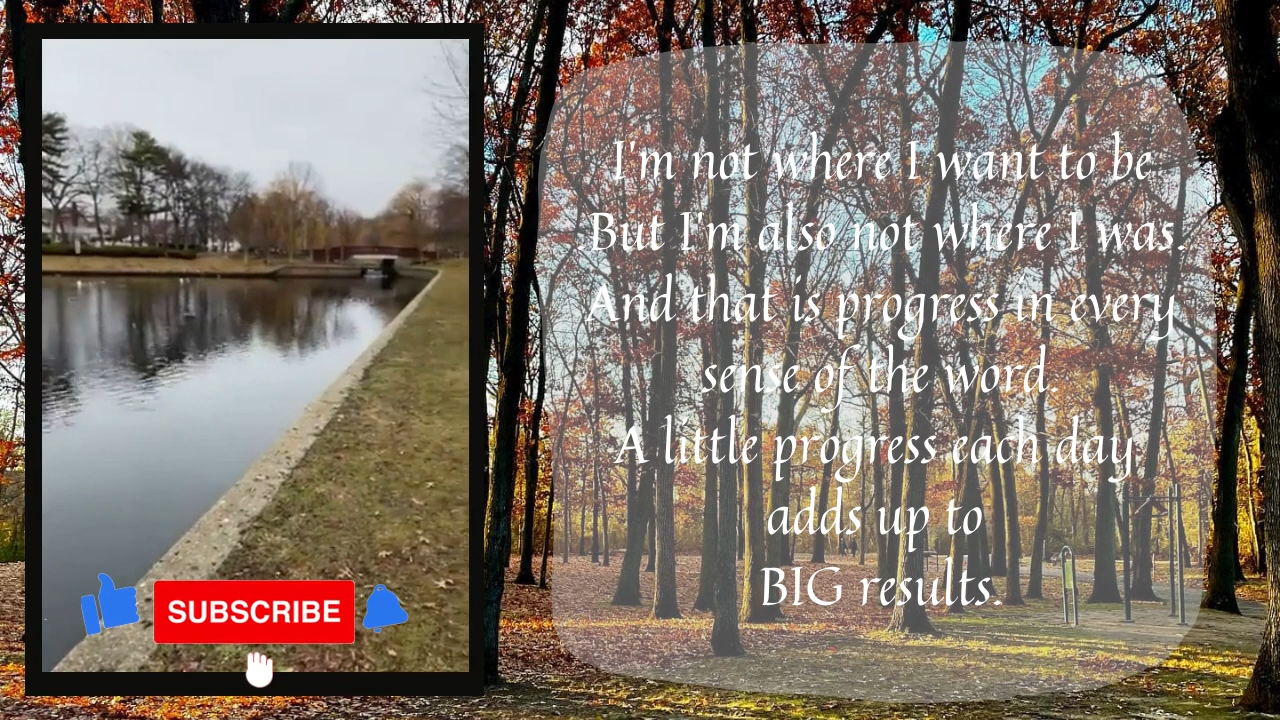 I'm not where I want to be
But I'm also not where I was.
And that is progress in every
sense of the word.
A little progress each day
adds up to
BIG results.
SUBSCRIBE